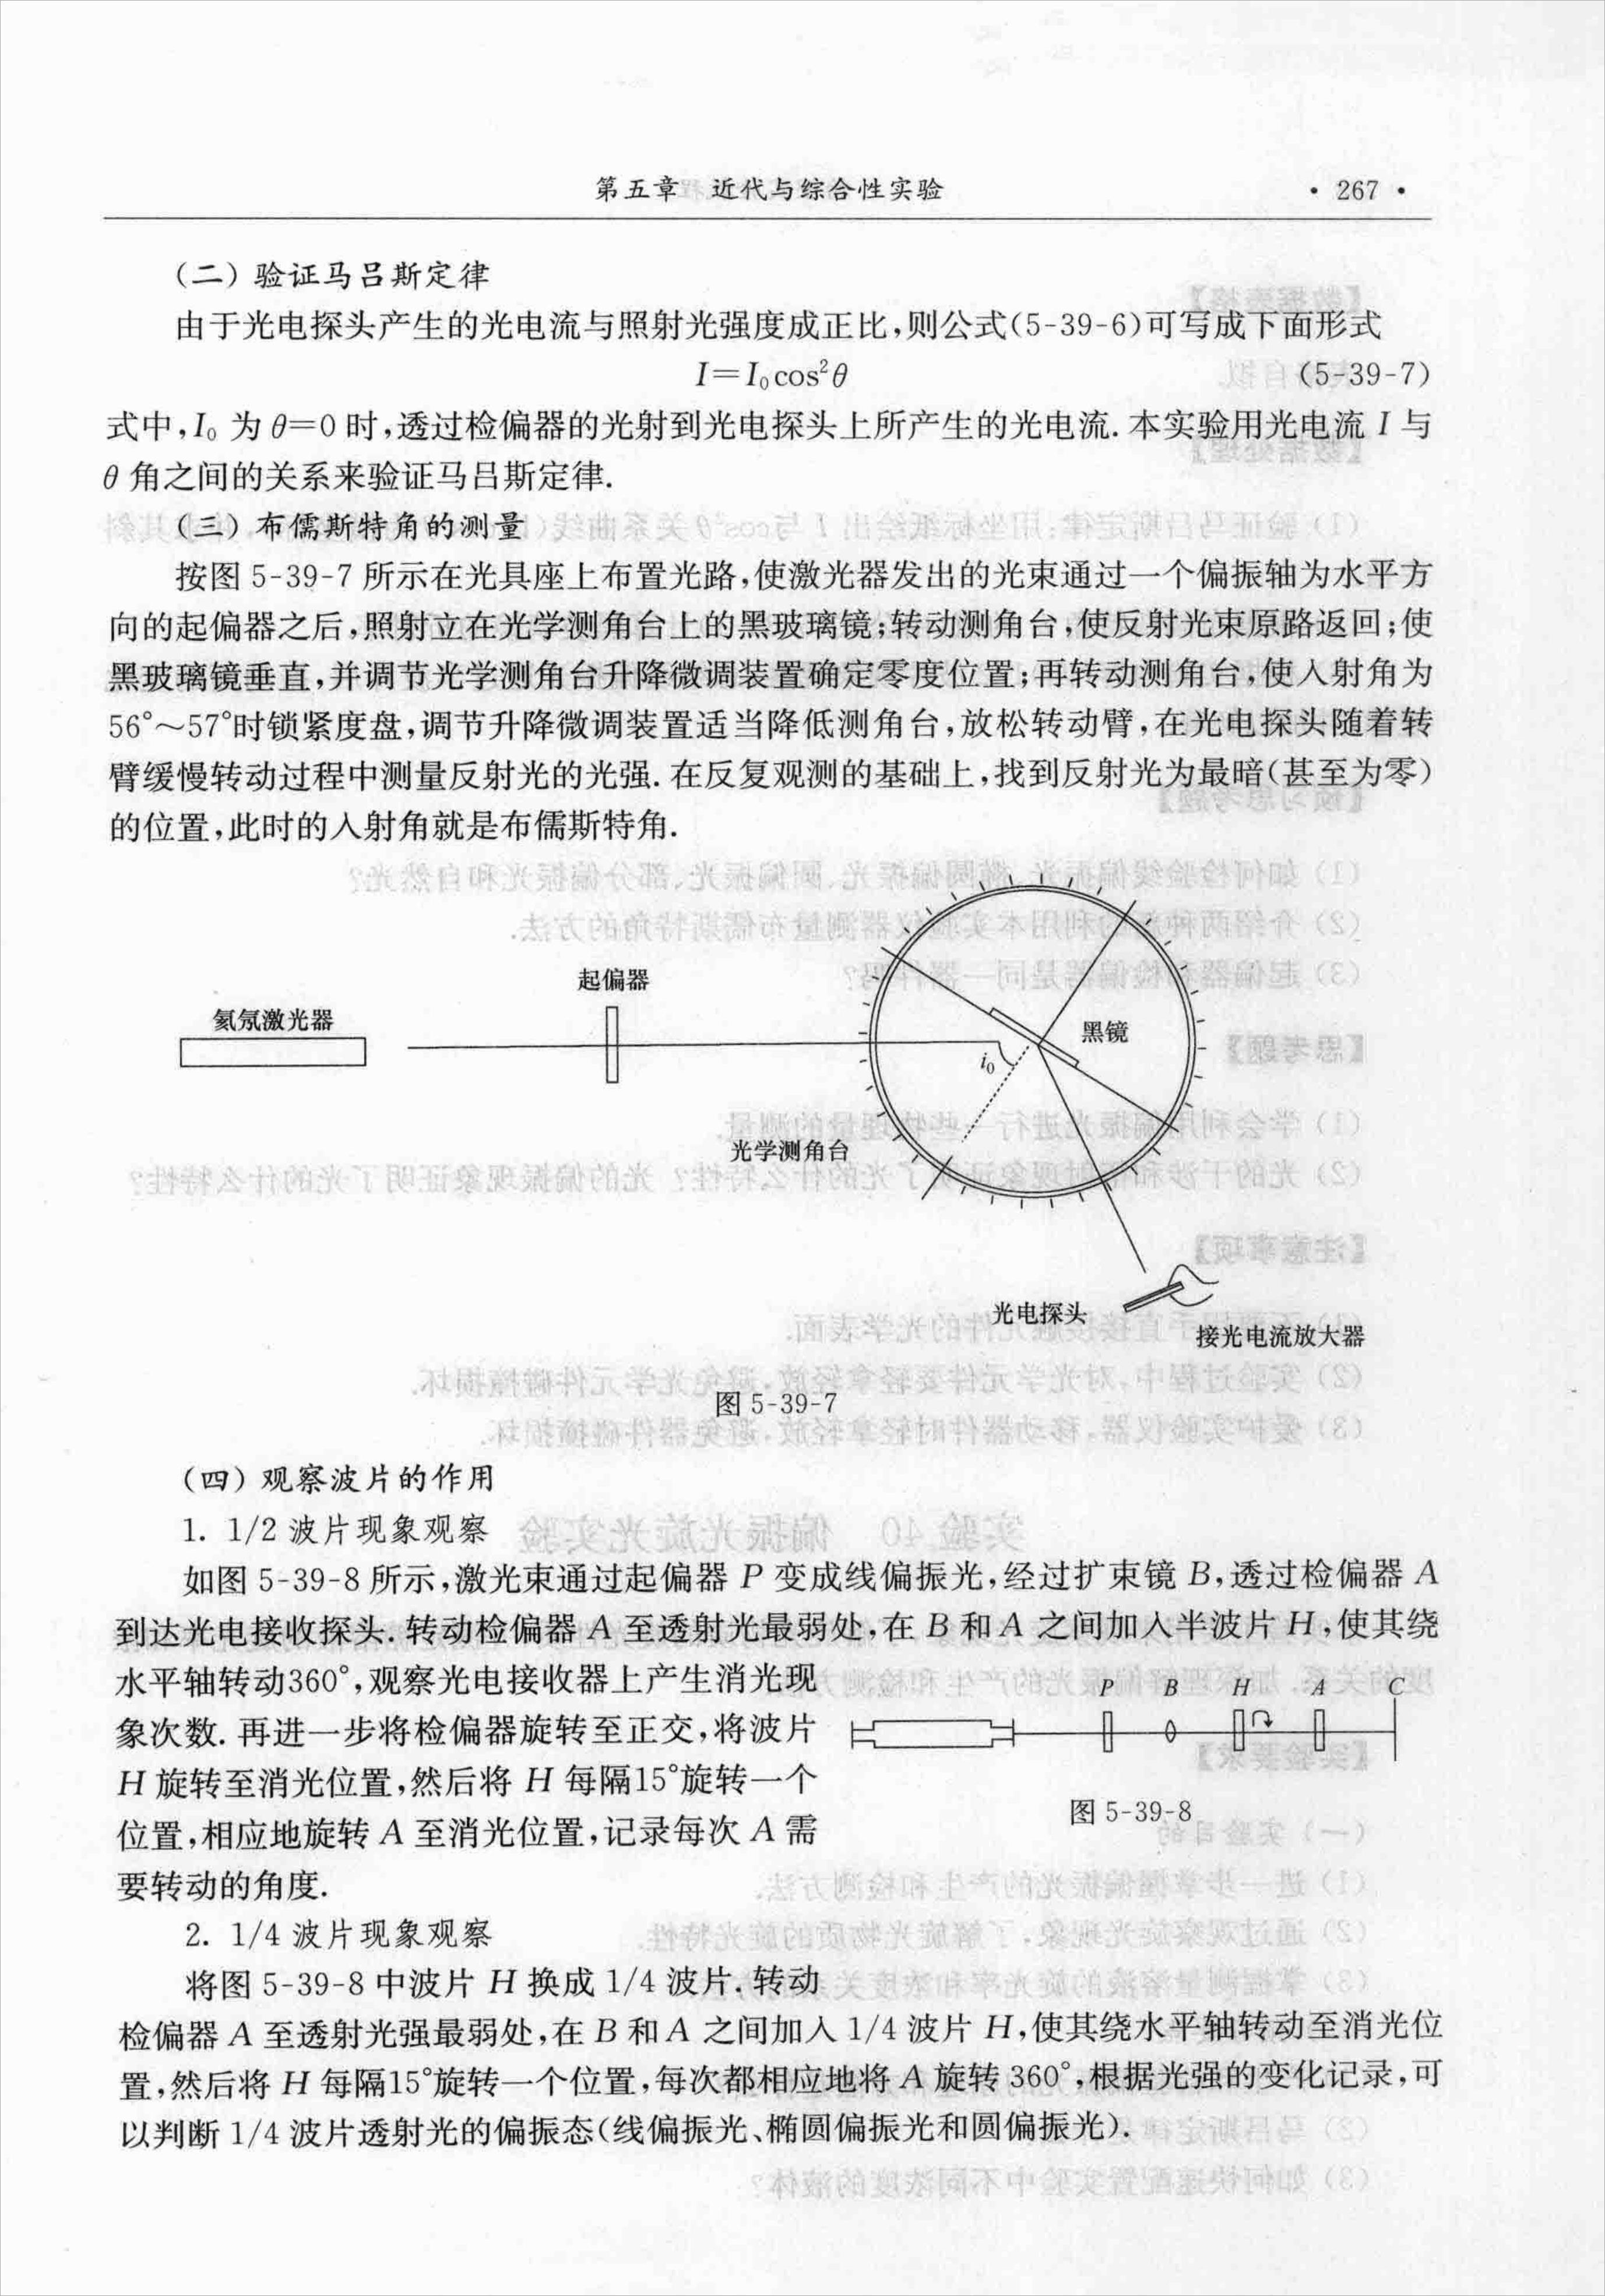 第五章 近代与综合性实验 · 267 ·
(二) 验证马吕斯定律
由于光电探头产生的光电流与照射光强度成正比,则公式(5-39-6)可写成下面形式
I=I₀cos²θ (5-39-7)
式中,I₀ 为 θ=0 时,透过检偏器的光射到光电探头上所产生的光电流. 本实验用光电流 I 与
θ 角之间的关系来验证马吕斯定律.
(三) 布儒斯特角的测量
按图 5-39-7 所示在光具座上布置光路,使激光器发出的光束通过一个偏振轴为水平方
向的起偏器之后,照射立在光学测角台上的黑玻璃镜;转动测角台,使反射光束原路返回;使
黑玻璃镜垂直,并调节光学测角台升降微调装置确定零度位置;再转动测角台,使入射角为
56°～57°时锁紧度盘,调节升降微调装置适当降低测角台,放松转动臂,在光电探头随着转
臂缓慢转动过程中测量反射光的光强. 在反复观测的基础上,找到反射光为最暗(甚至为零)
的位置,此时的入射角就是布儒斯特角.
起偏器
氦氖激光器
黑镜
i₀
光学测角台
光电探头
接光电流放大器
图 5-39-7
(四) 观察波片的作用
1. 1/2 波片现象观察
如图 5-39-8 所示,激光束通过起偏器 P 变成线偏振光,经过扩束镜 B,透过检偏器 A
到达光电接收探头. 转动检偏器 A 至透射光最弱处,在 B 和 A 之间加入半波片 H,使其绕
水平轴转动360°,观察光电接收器上产生消光现
象次数. 再进一步将检偏器旋转至正交,将波片
H 旋转至消光位置,然后将 H 每隔15°旋转一个
位置,相应地旋转 A 至消光位置,记录每次 A 需
要转动的角度.
P B H A C
图 5-39-8
2. 1/4 波片现象观察
将图 5-39-8 中波片 H 换成 1/4 波片. 转动
检偏器 A 至透射光强最弱处,在 B 和 A 之间加入 1/4 波片 H,使其绕水平轴转动至消光位
置,然后将 H 每隔15°旋转一个位置,每次都相应地将 A 旋转 360°,根据光强的变化记录,可
以判断 1/4 波片透射光的偏振态(线偏振光、椭圆偏振光和圆偏振光).